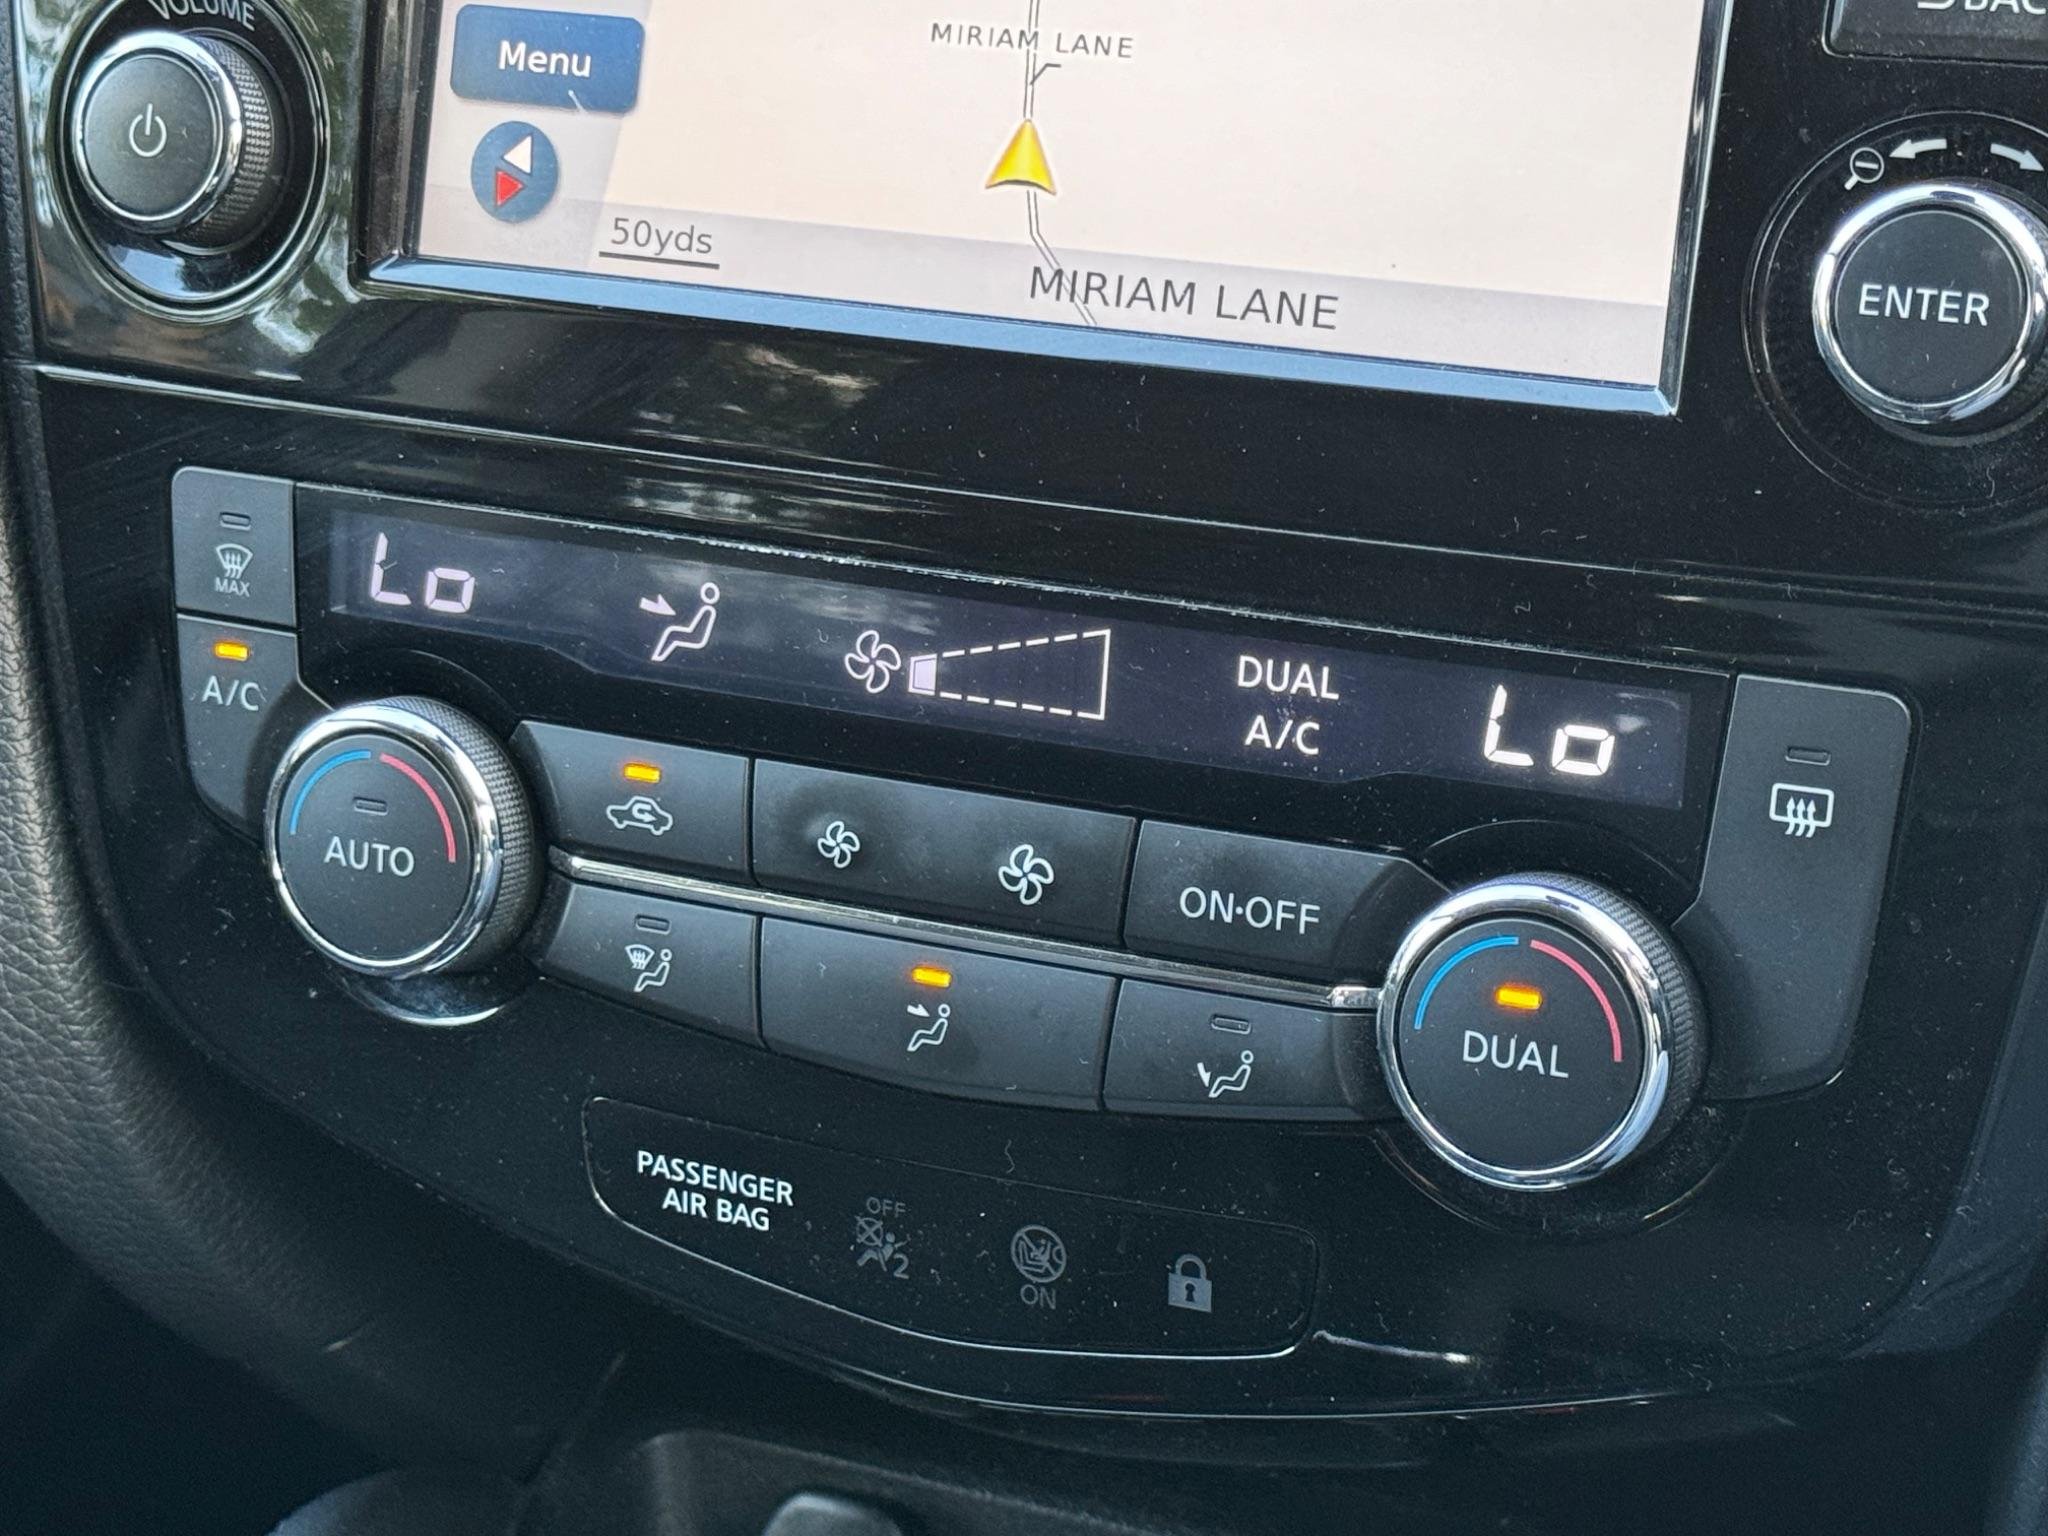 VOLUME
Menu
MIRIAM LANE
BACK
50yds
MIRIAM LANE
ENTER
MAX
Lo
DUAL
A/C
Lo
A/C
AUTO
ON•OFF
DUAL
PASSENGER
AIR BAG
OFF
2
ON